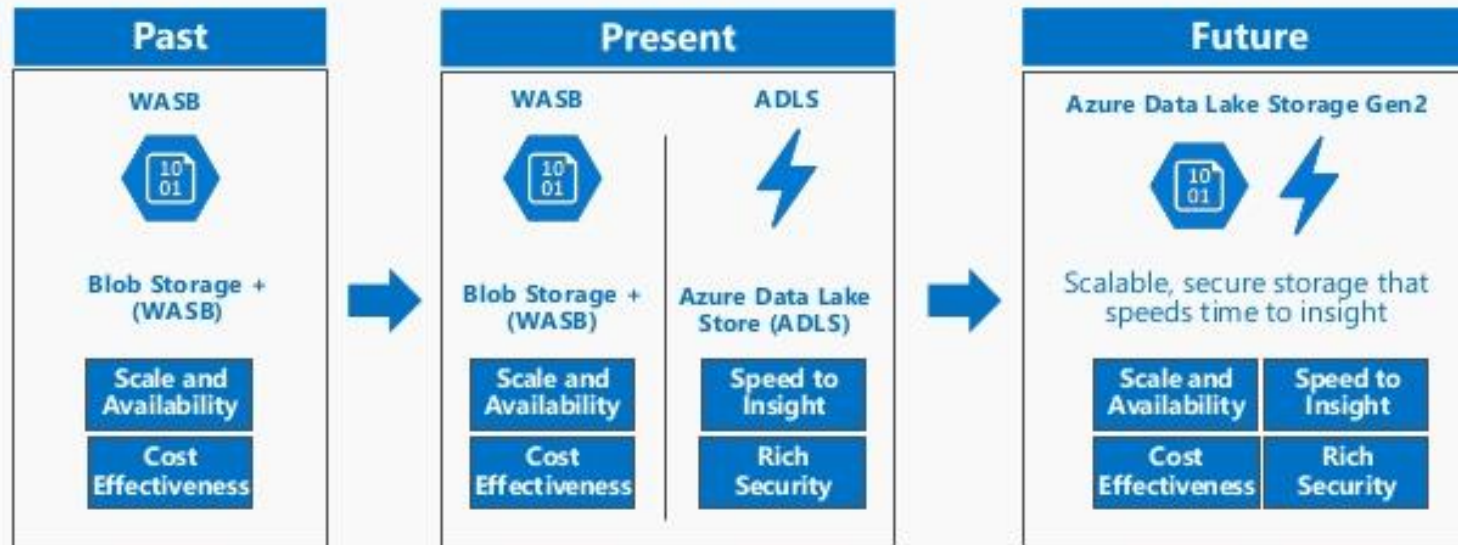 Past
WASB
10
01
Blob Storage +
(WASB)
Scale and
Availability
Cost
Effectiveness
Present
WASB
10
01
Blob Storage +
(WASB)
Scale and
Availability
Cost
Effectiveness
ADLS
Azure Data Lake
Store (ADLS)
Speed to
Insight
Rich
Security
Future
Azure Data Lake Storage Gen2
10
01
Scalable, secure storage that
speeds time to insight
Scale and
Availability
Speed to
Insight
Cost
Effectiveness
Rich
Security